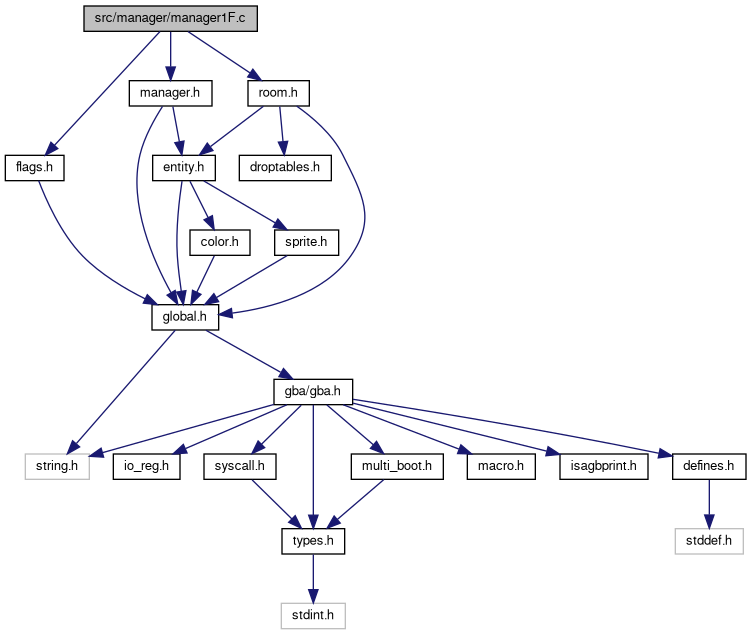 src/manager/manager1F.c
manager.h
room.h
flags.h
entity.h
droptables.h
color.h
sprite.h
global.h
gba/gba.h
string.h
io_reg.h
syscall.h
multi_boot.h
macro.h
isagbprint.h
defines.h
types.h
stddef.h
stdint.h